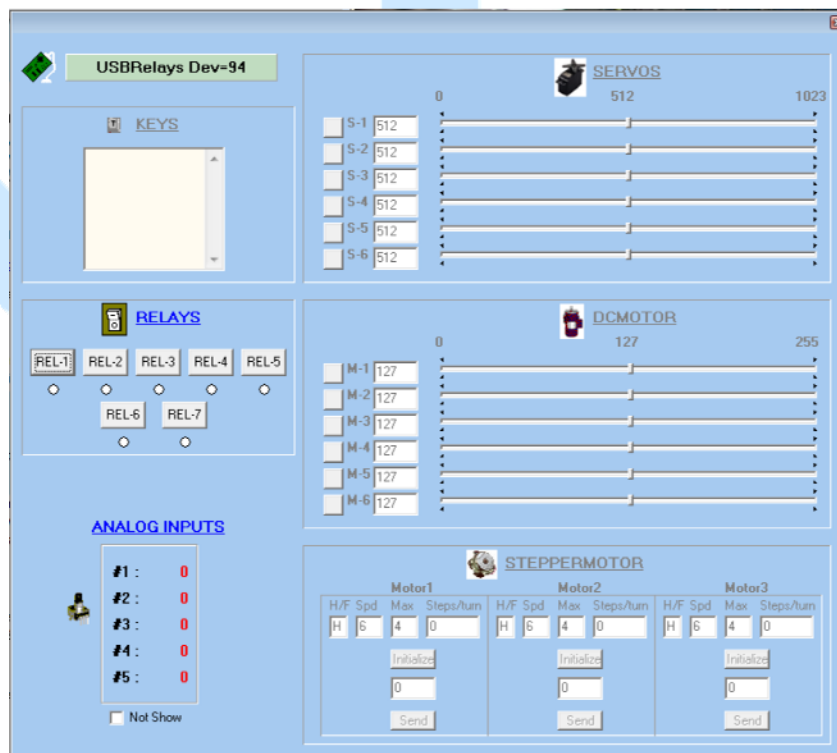 USBRelays Dev=94
KEYS
RELAYS
REL-1 REL-2 REL-3 REL-4 REL-5
REL-6 REL-7
ANALOG INPUTS
#1 : 0
#2 : 0
#3 : 0
#4 : 0
#5 : 0
Not Show
SERVOS
0 512 1023
S-1 512
S-2 512
S-3 512
S-4 512
S-5 512
S-6 512
DCMOTOR
0 127 255
M-1 127
M-2 127
M-3 127
M-4 127
M-5 127
M-6 127
STEPPERMOTOR
Motor1 Motor2 Motor3
H/F Spd Max Steps/turn H/F Spd Max Steps/turn H/F Spd Max Steps/turn
H 6 4 0 H 6 4 0 H 6 4 0
Initialize Initialize Initialize
0 0 0
Send Send Send